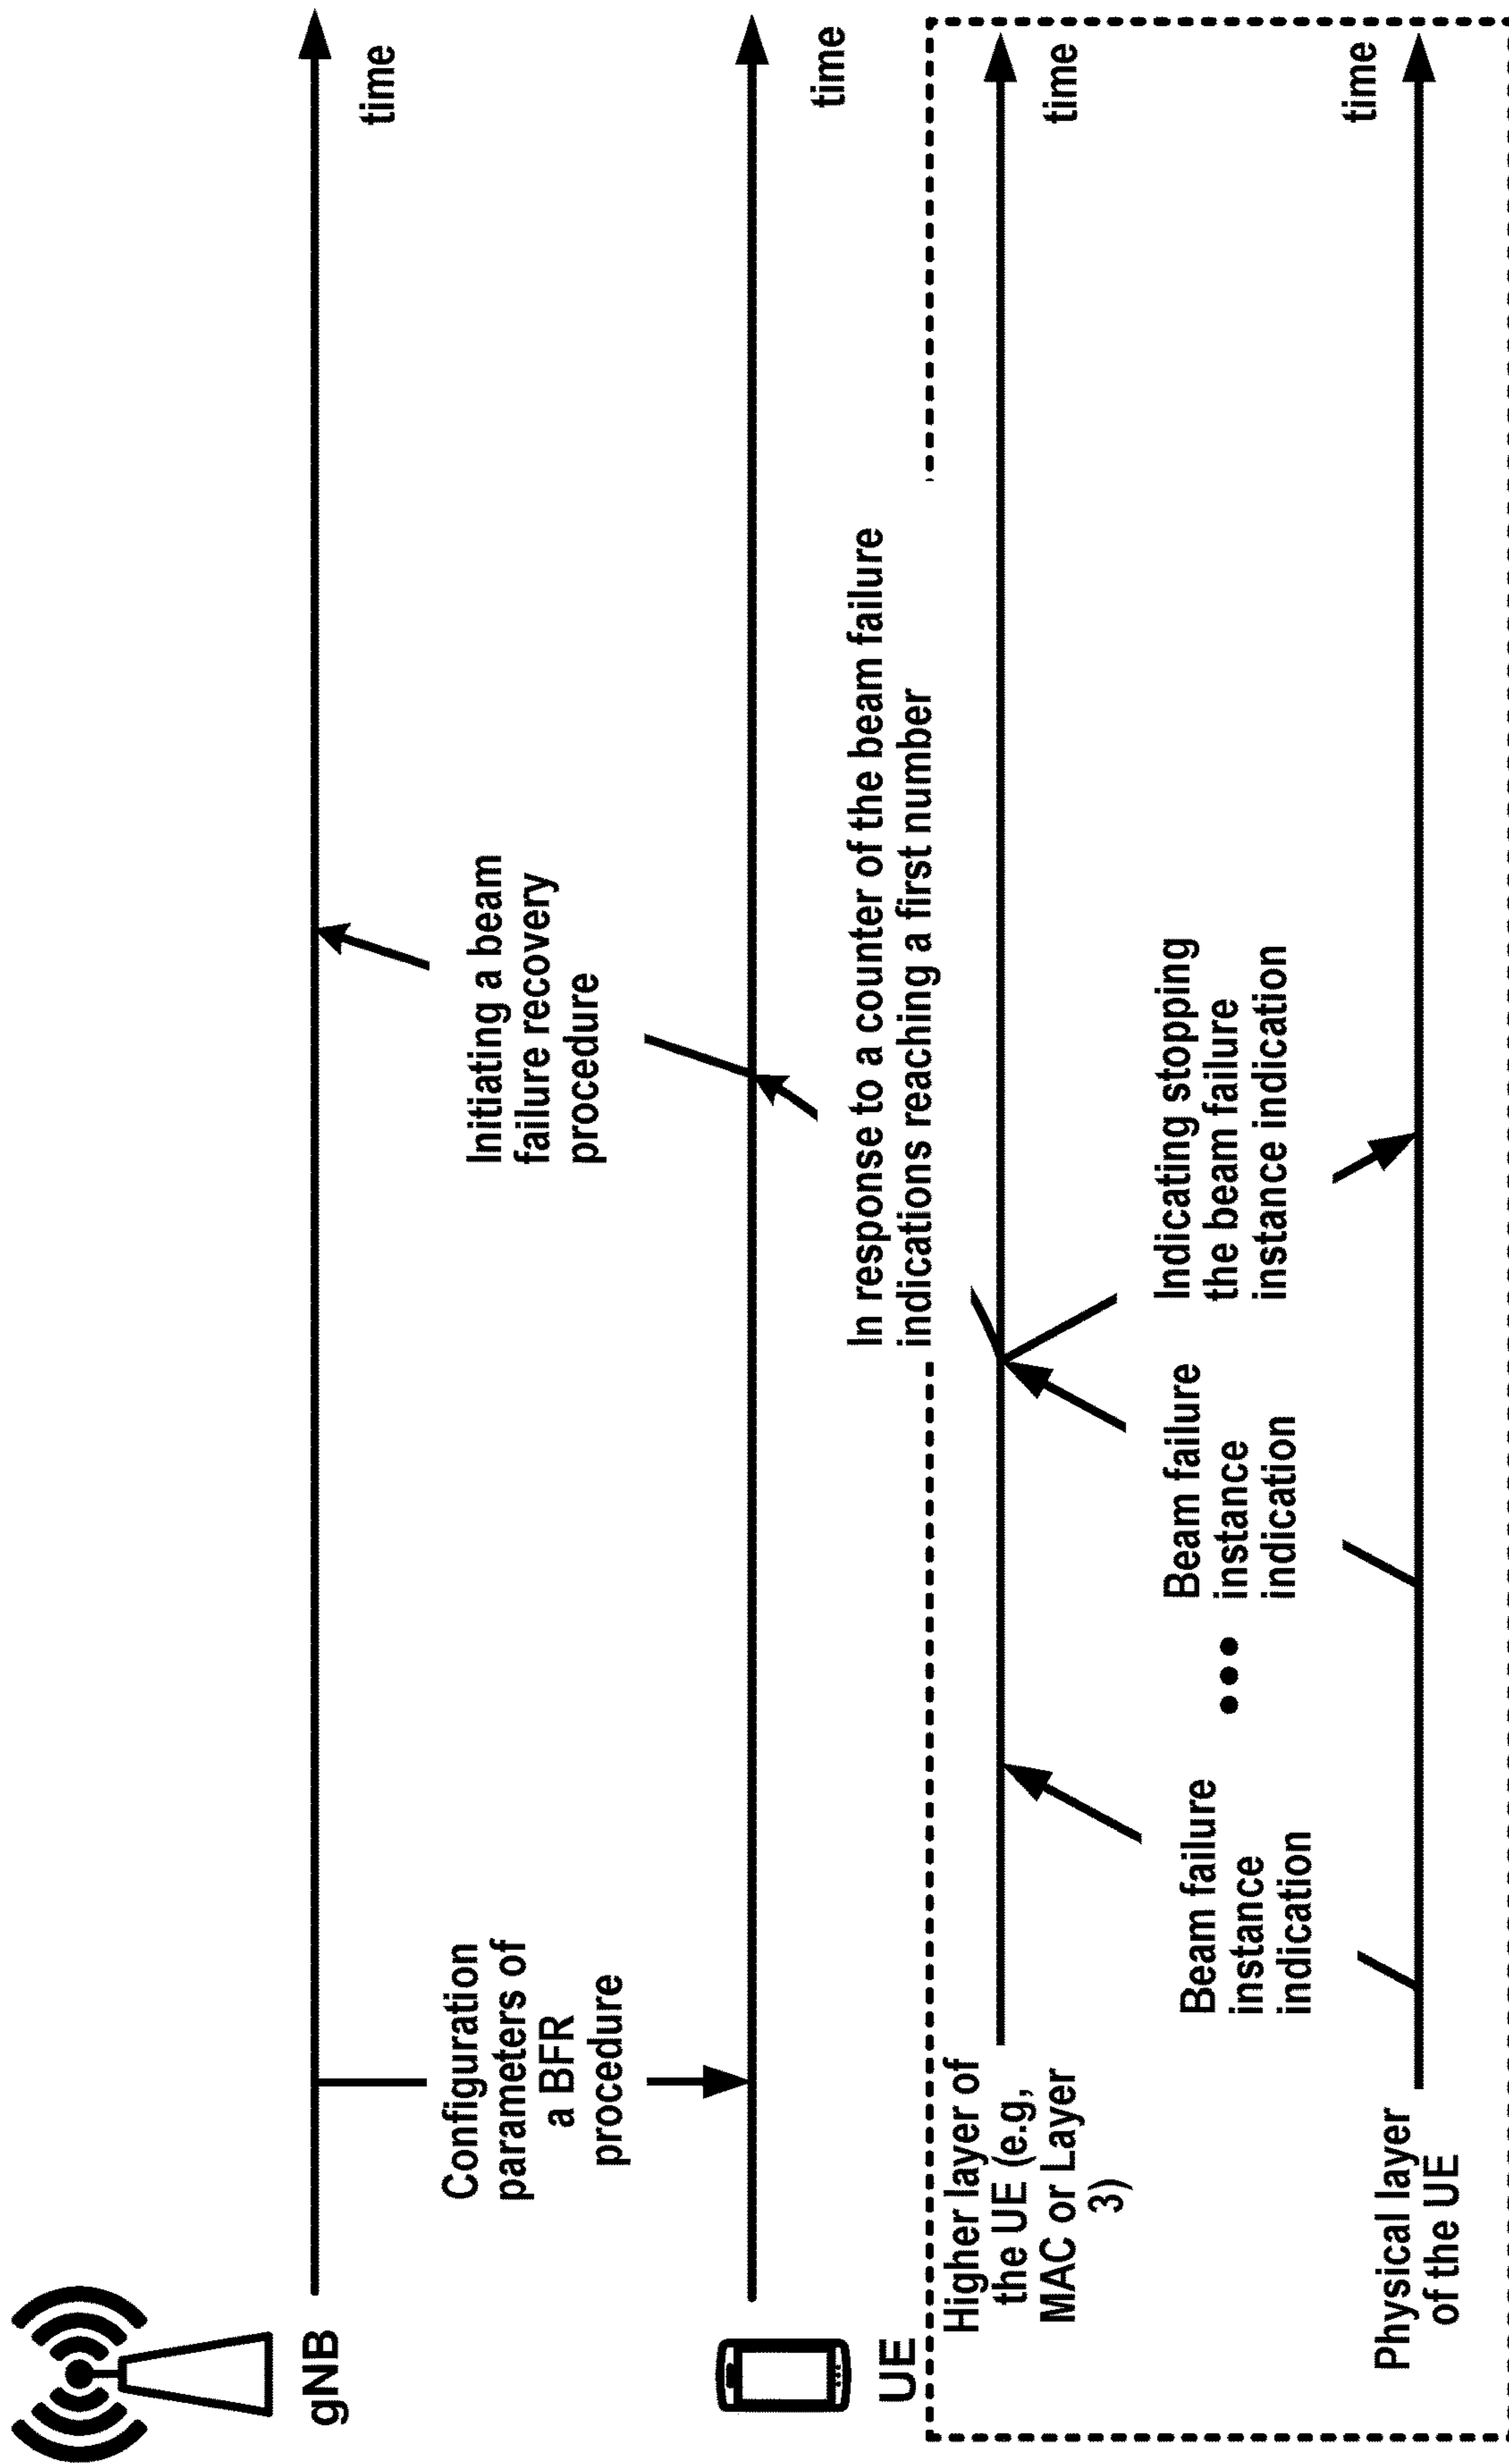 gNB
time
Configuration
parameters of
a BFR
procedure
Initiating a beam
failure recovery
procedure
UE
time
In response to a counter of the beam failure
indications reaching a first number
Higher layer of
the UE (e.g,
MAC or Layer
3)
time
Beam failure
instance
indication
Beam failure
instance
indication
Indicating stopping
the beam failure
instance indication
Physical layer
of the UE
time